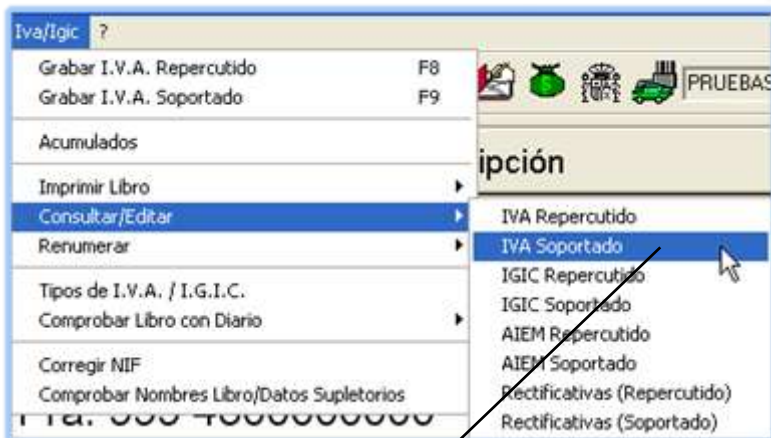 Iva/Igic ?
Grabar I.V.A. Repercutido F8
Grabar I.V.A. Soportado F9
PRUEBAS
Acumulados
ipción
Imprimir Libro
Consultar/Editar
Renumerar
Tipos de I.V.A. / I.G.I.C.
Comprobar Libro con Diario
Corregir NIF
Comprobar Nombres Libro/Datos Supletorios
IVA Repercutido
IVA Soportado
IGIC Repercutido
IGIC Soportado
AIEM Repercutido
AIEM Soportado
Rectificativas (Repercutido)
Rectificativas (Soportado)